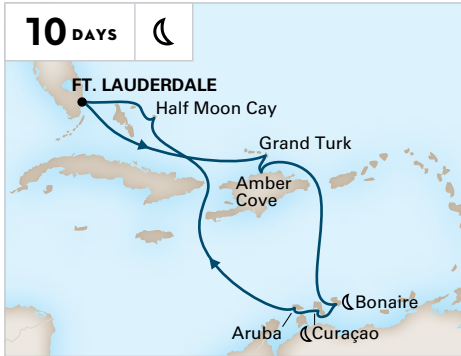 10 DAYS
FT. LAUDERDALE
Half Moon Cay
Grand Turk
Amber
Cove
Bonaire
Aruba
Curaçao